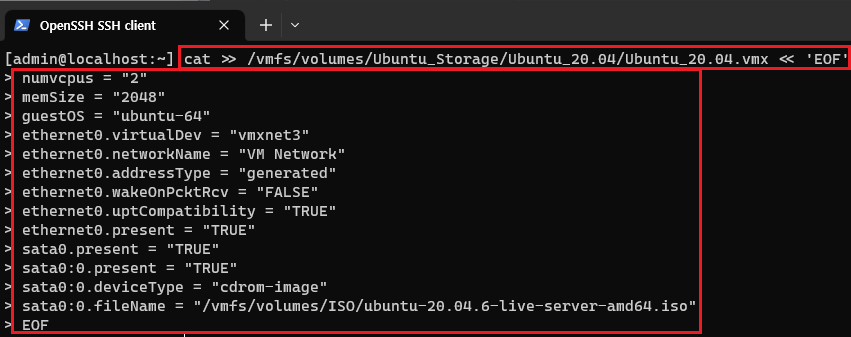 OpenSSH SSH client
[admin@localhost:~] cat >> /vmfs/volumes/Ubuntu_Storage/Ubuntu_20.04/Ubuntu_20.04.vmx << 'EOF'
> numvcpus = "2"
> memSize = "2048"
> guestOS = "ubuntu-64"
> ethernet0.virtualDev = "vmxnet3"
> ethernet0.networkName = "VM Network"
> ethernet0.addressType = "generated"
> ethernet0.wakeOnPcktRcv = "FALSE"
> ethernet0.uptCompatibility = "TRUE"
> ethernet0.present = "TRUE"
> sata0.present = "TRUE"
> sata0:0.present = "TRUE"
> sata0:0.deviceType = "cdrom-image"
> sata0:0.fileName = "/vmfs/volumes/ISO/ubuntu-20.04.6-live-server-amd64.iso"
> EOF